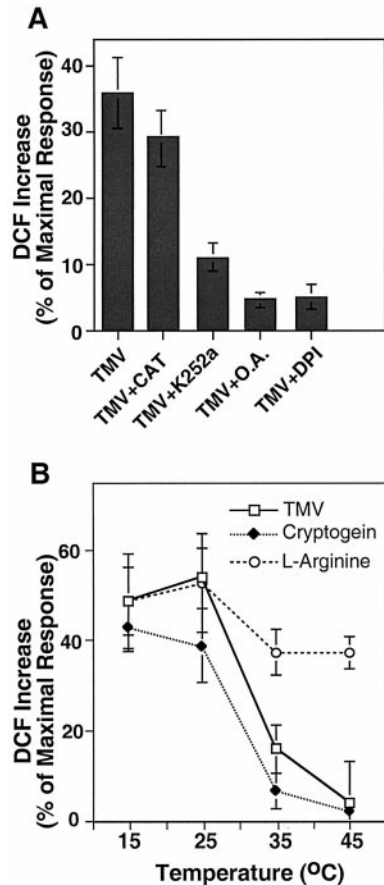 A
DCF Increase
(% of Maximal Response)
40
30
20
10
0
TMV
TMV+CAT
TMV+K252a
TMV+O.A.
TMV+DPI
B
DCF Increase
(% of Maximal Response)
60
40
20
0
TMV
Cryptogein
L-Arginine
15 25 35 45
Temperature (ºC)